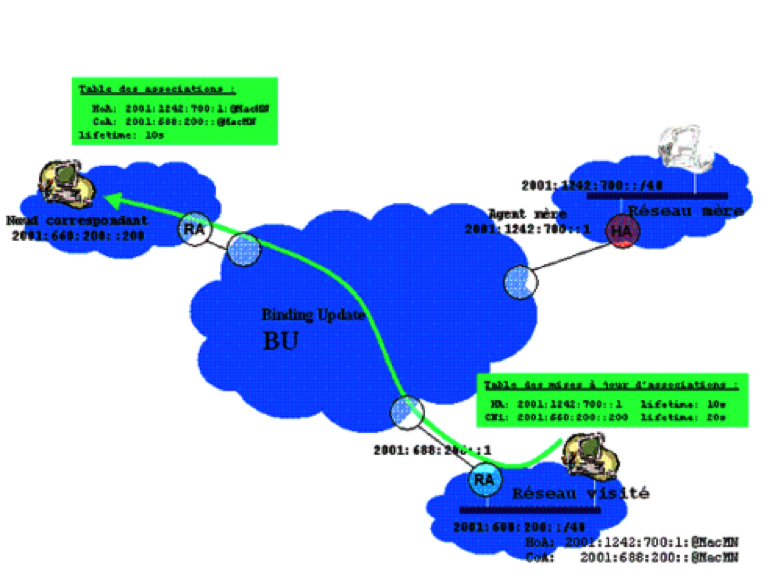 Table des associations :
HoA: 2001:1242:700:1:@MacMN
CoA: 2001:688:200::@MacMN
lifetime: 10s
2001:1242:700::/48
Réseau mère
Agent mère
2001:1242:700::1
HA
Nœud correspondant
2001:660:200::200
RA
Binding Update
BU
Table des mises à jour d'associations :
HA: 2001:1242:700::1 lifetime: 10s
CN1: 2001:660:200::200 lifetime: 20s
2001:688:200::1
RA
Réseau visité
2001:688:200::/48
HoA: 2001:1242:700:1:@MacMN
CoA: 2001:688:200::@MacMN